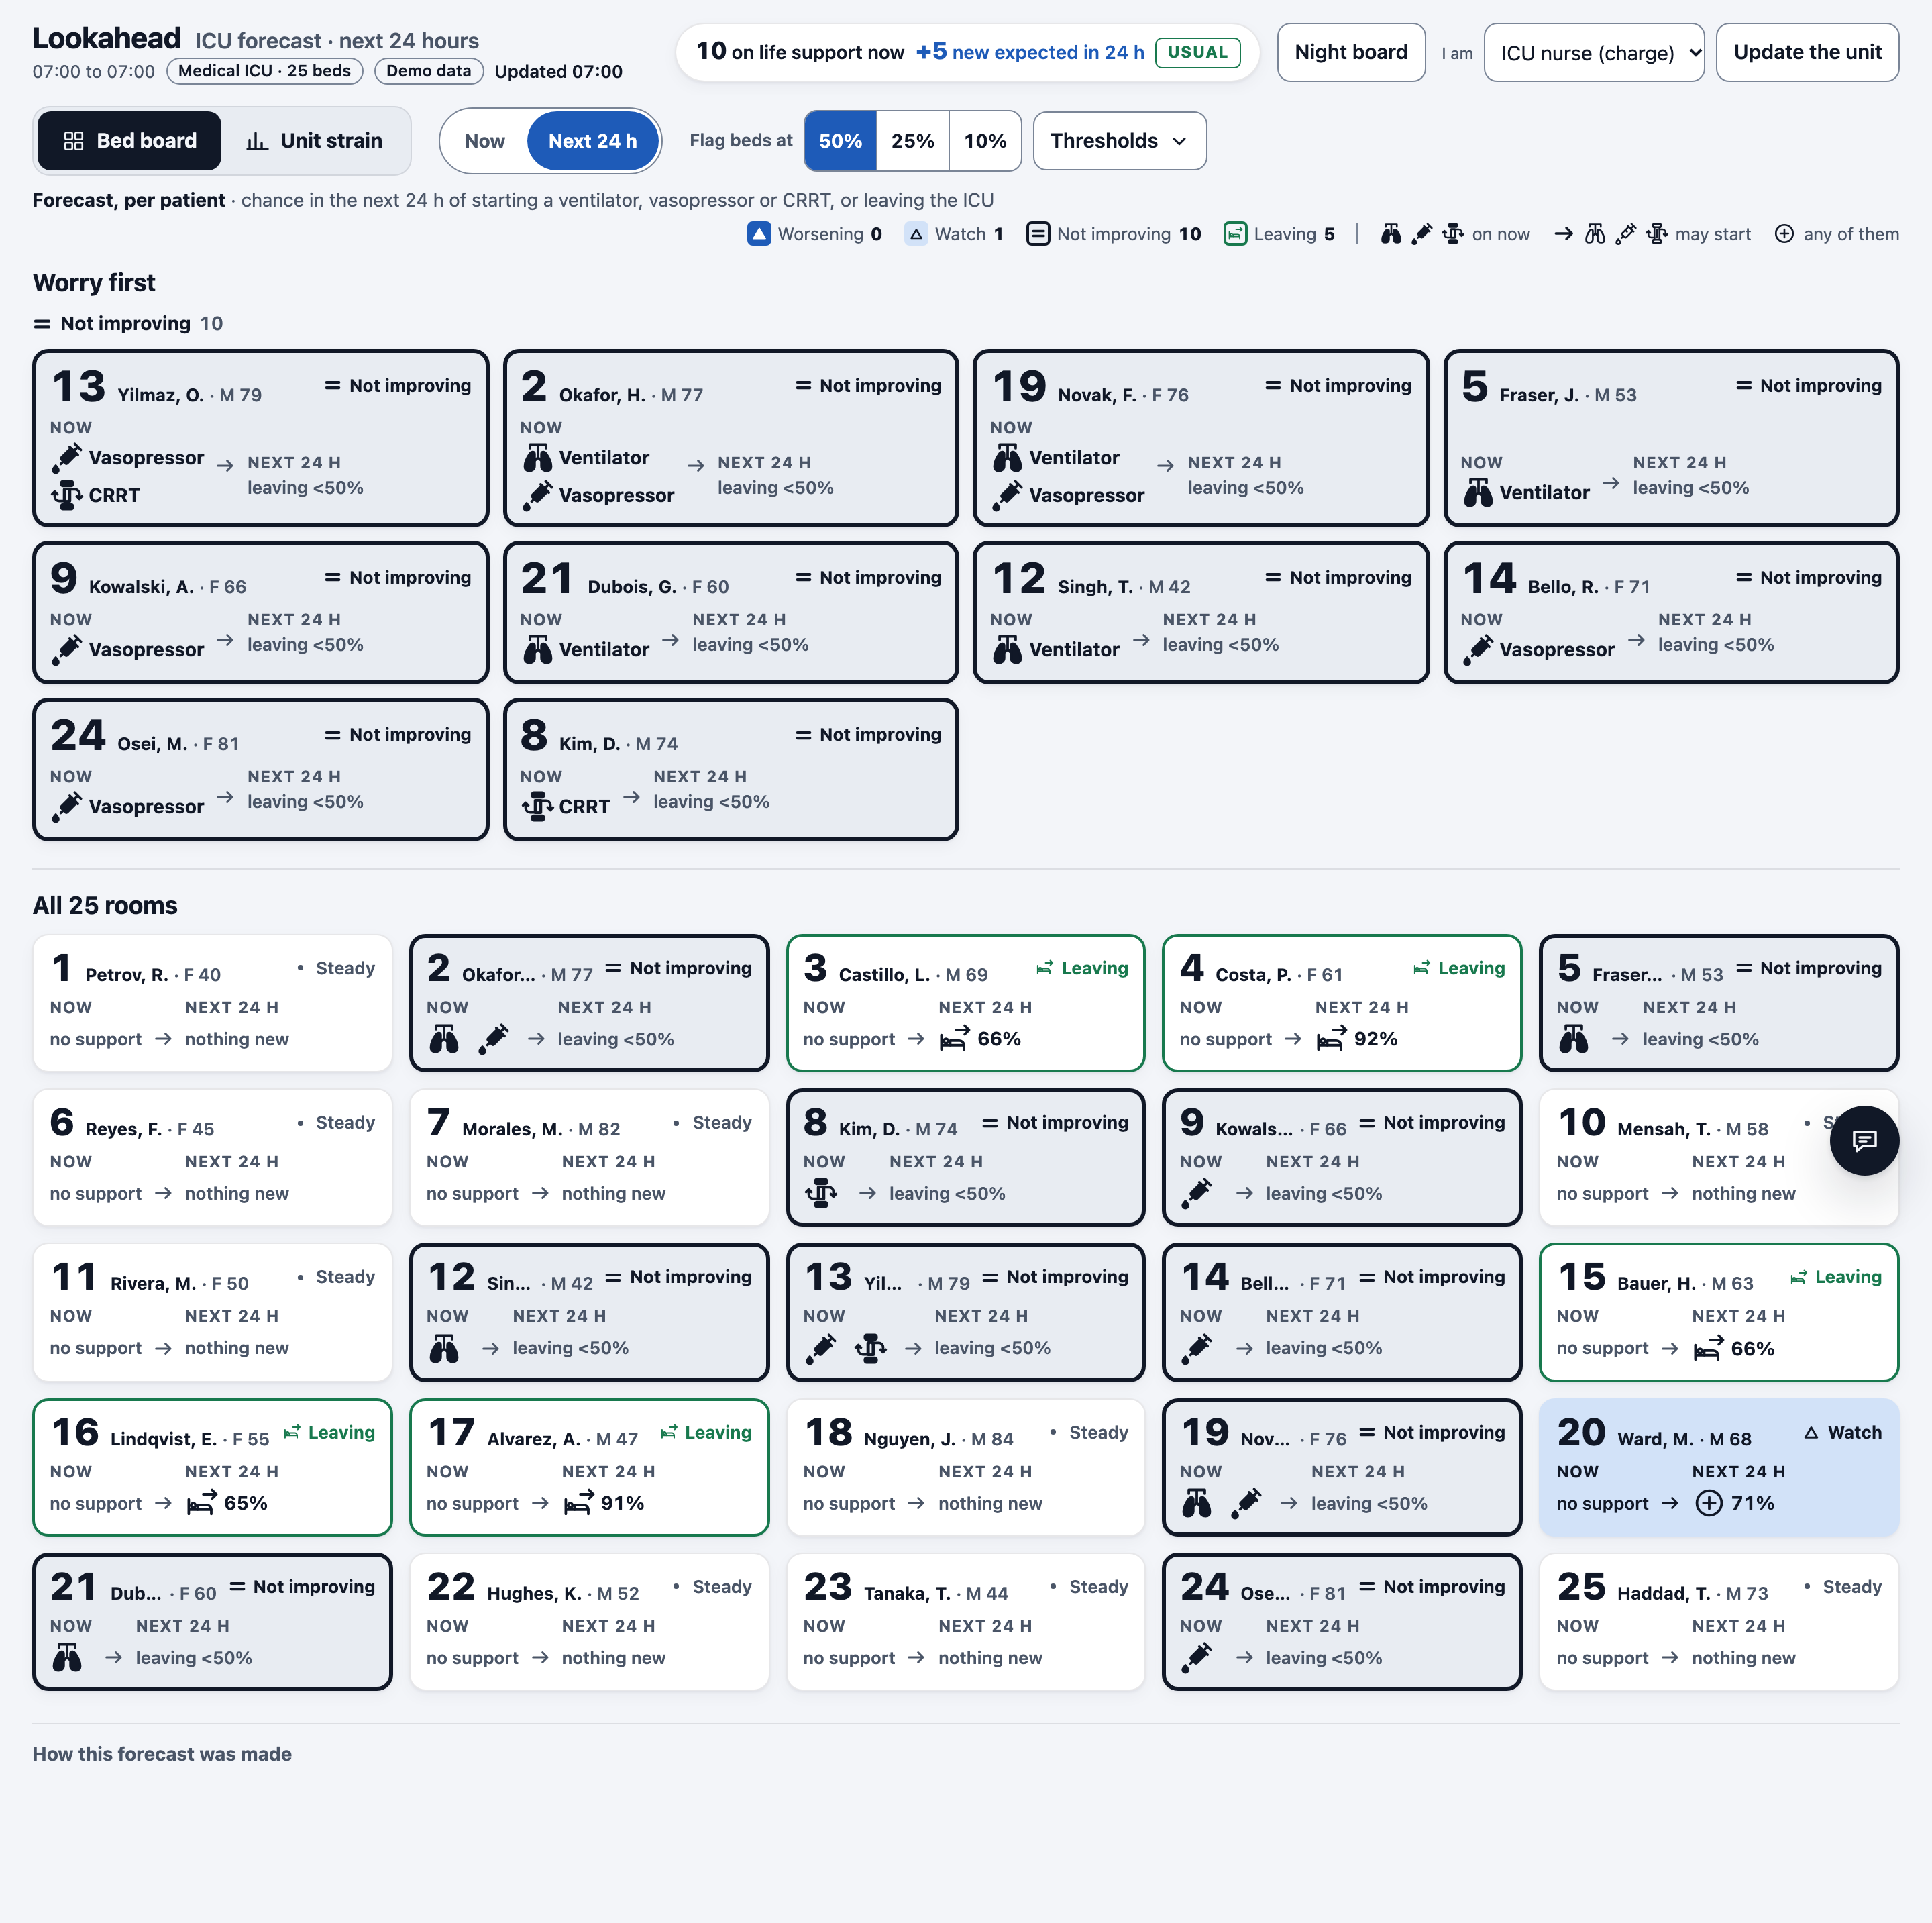 Lookahead ICU forecast · next 24 hours
07:00 to 07:00 Medical ICU · 25 beds Demo data Updated 07:00
10 on life support now +5 new expected in 24 h USUAL
Night board
I am ICU nurse (charge)
Update the unit
Bed board Unit strain
Now Next 24 h
Flag beds at 50% 25% 10%
Thresholds
Forecast, per patient · chance in the next 24 h of starting a ventilator, vasopressor or CRRT, or leaving the ICU
Worsening 0 Watch 1 Not improving 10 Leaving 5 on now → may start any of them
Worry first
= Not improving 10
13 Yilmaz, O. · M 79 = Not improving
NOW
Vasopressor
CRRT
→ NEXT 24 H
leaving <50%
2 Okafor, H. · M 77 = Not improving
NOW
Ventilator
Vasopressor
→ NEXT 24 H
leaving <50%
19 Novak, F. · F 76 = Not improving
NOW
Ventilator
Vasopressor
→ NEXT 24 H
leaving <50%
5 Fraser, J. · M 53 = Not improving
NOW
Ventilator
→ NEXT 24 H
leaving <50%
9 Kowalski, A. · F 66 = Not improving
NOW NEXT 24 H
Vasopressor → leaving <50%
21 Dubois, G. · F 60 = Not improving
NOW NEXT 24 H
Ventilator → leaving <50%
12 Singh, T. · M 42 = Not improving
NOW NEXT 24 H
Ventilator → leaving <50%
14 Bello, R. · F 71 = Not improving
NOW NEXT 24 H
Vasopressor → leaving <50%
24 Osei, M. · F 81 = Not improving
NOW NEXT 24 H
Vasopressor → leaving <50%
8 Kim, D. · M 74 = Not improving
NOW NEXT 24 H
CRRT → leaving <50%
All 25 rooms
1 Petrov, R. · F 40 • Steady
NOW NEXT 24 H
no support → nothing new
2 Okafor... · M 77 = Not improving
NOW NEXT 24 H
→ leaving <50%
3 Castillo, L. · M 69 Leaving
NOW NEXT 24 H
no support → 66%
4 Costa, P. · F 61 Leaving
NOW NEXT 24 H
no support → 92%
5 Fraser... · M 53 = Not improving
NOW NEXT 24 H
→ leaving <50%
6 Reyes, F. · F 45 • Steady
NOW NEXT 24 H
no support → nothing new
7 Morales, M. · M 82 • Steady
NOW NEXT 24 H
no support → nothing new
8 Kim, D. · M 74 = Not improving
NOW NEXT 24 H
→ leaving <50%
9 Kowals... · F 66 = Not improving
NOW NEXT 24 H
→ leaving <50%
10 Mensah, T. · M 58 •
NOW NEXT 24 H
no support → nothing new
11 Rivera, M. · F 50 • Steady
NOW NEXT 24 H
no support → nothing new
12 Sin... · M 42 = Not improving
NOW NEXT 24 H
→ leaving <50%
13 Yil... · M 79 = Not improving
NOW NEXT 24 H
→ leaving <50%
14 Bell... · F 71 = Not improving
NOW NEXT 24 H
→ leaving <50%
15 Bauer, H. · M 63 Leaving
NOW NEXT 24 H
no support → 66%
16 Lindqvist, E. · F 55 Leaving
NOW NEXT 24 H
no support → 65%
17 Alvarez, A. · M 47 Leaving
NOW NEXT 24 H
no support → 91%
18 Nguyen, J. · M 84 • Steady
NOW NEXT 24 H
no support → nothing new
19 Nov... · F 76 = Not improving
NOW NEXT 24 H
→ leaving <50%
20 Ward, M. · M 68 Watch
NOW NEXT 24 H
no support → 71%
21 Dub... · F 60 = Not improving
NOW NEXT 24 H
→ leaving <50%
22 Hughes, K. · M 52 • Steady
NOW NEXT 24 H
no support → nothing new
23 Tanaka, T. · M 44 • Steady
NOW NEXT 24 H
no support → nothing new
24 Ose... · F 81 = Not improving
NOW NEXT 24 H
→ leaving <50%
25 Haddad, T. · M 73 • Steady
NOW NEXT 24 H
no support → nothing new
How this forecast was made